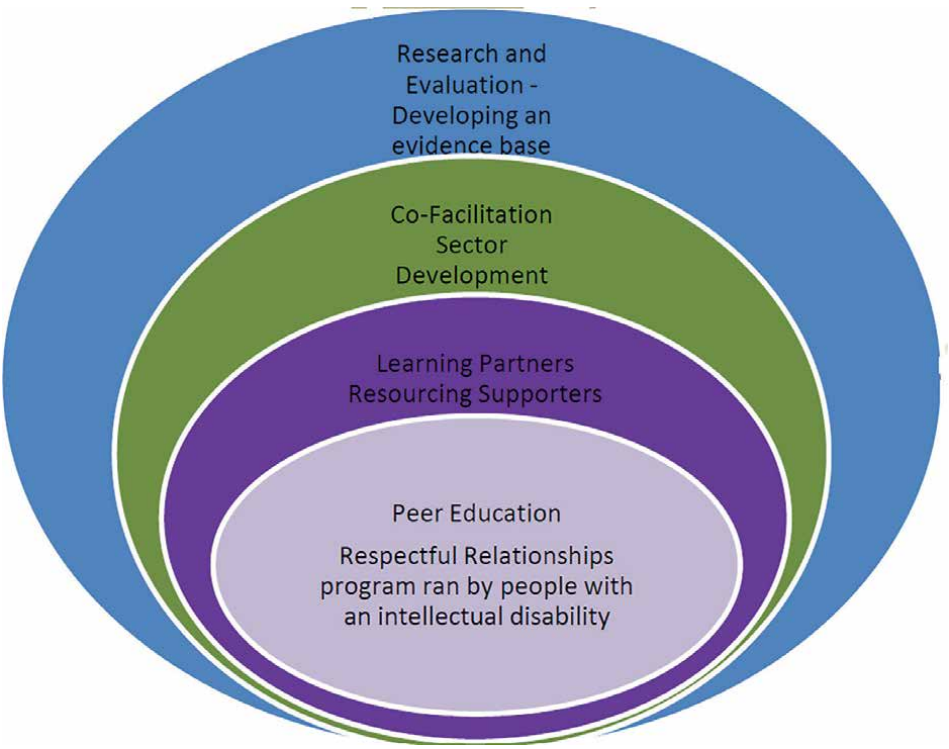 Research and
Evaluation -
Developing an
evidence base
Co-Facilitation
Sector
Development
Learning Partners
Resourcing Supporters
Peer Education
Respectful Relationships
program ran by people with
an intellectual disability